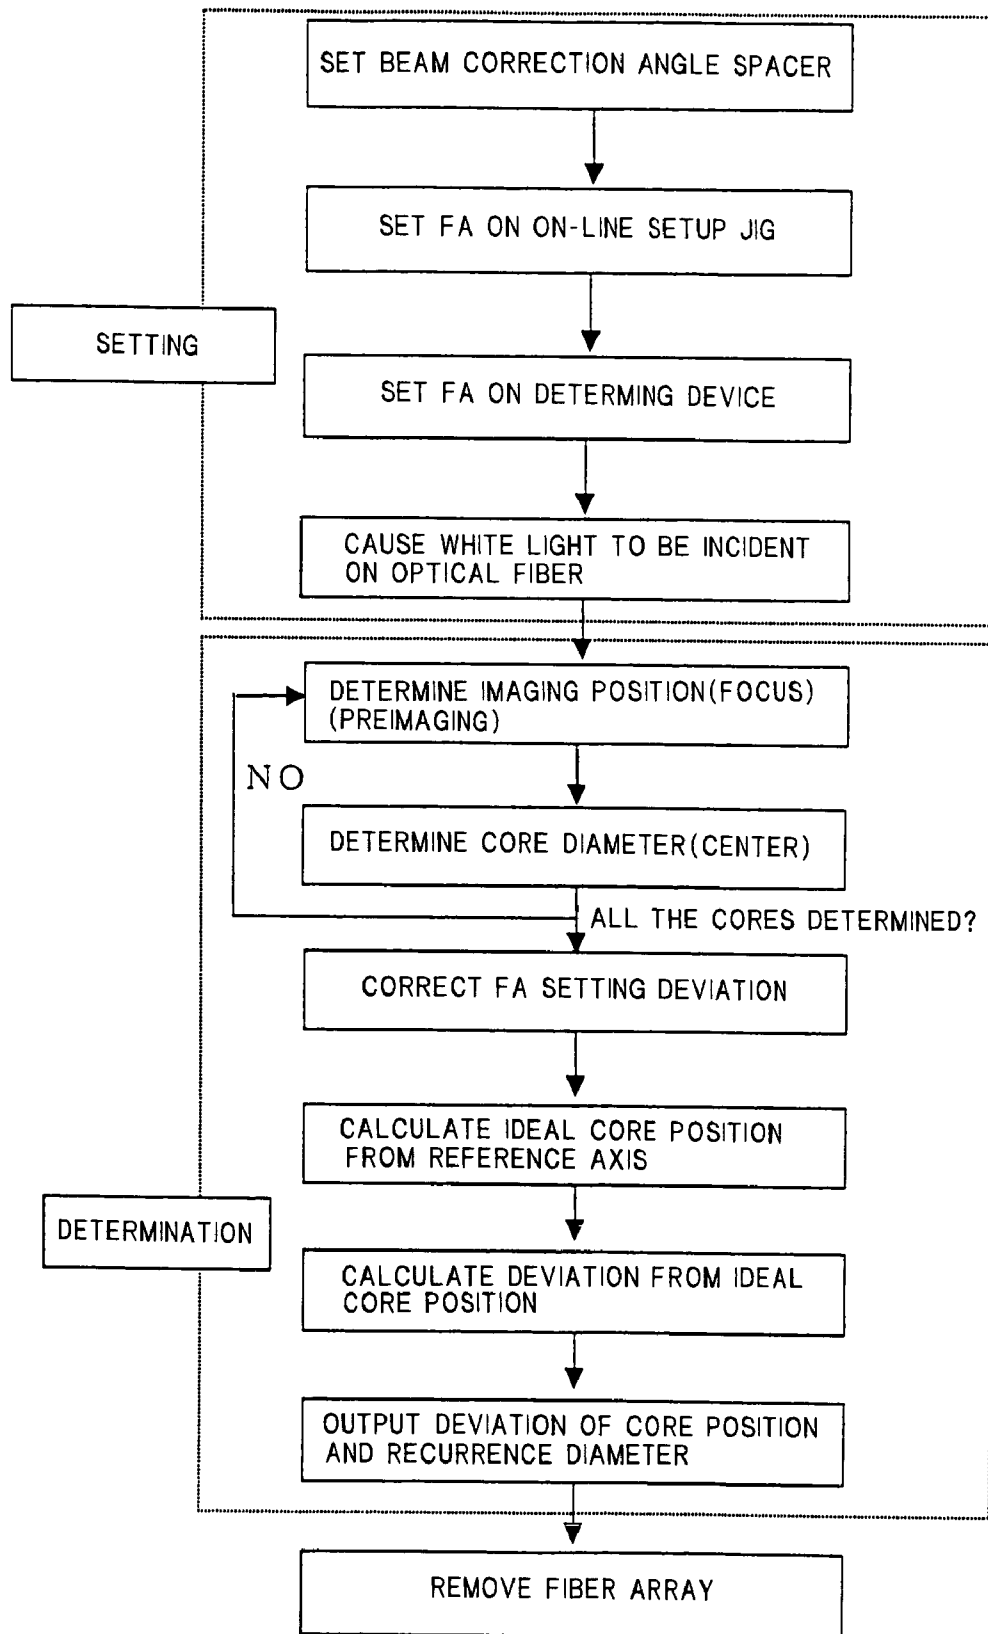 SET BEAM CORRECTION ANGLE SPACER
SET FA ON ON-LINE SETUP JIG
SETTING
SET FA ON DETERMING DEVICE
CAUSE WHITE LIGHT TO BE INCIDENT
ON OPTICAL FIBER
DETERMINE IMAGING POSITION(FOCUS)
(PREIMAGING)
NO
DETERMINE CORE DIAMETER(CENTER)
ALL THE CORES DETERMINED?
CORRECT FA SETTING DEVIATION
CALCULATE IDEAL CORE POSITION
FROM REFERENCE AXIS
DETERMINATION
CALCULATE DEVIATION FROM IDEAL
CORE POSITION
OUTPUT DEVIATION OF CORE POSITION
AND RECURRENCE DIAMETER
REMOVE FIBER ARRAY